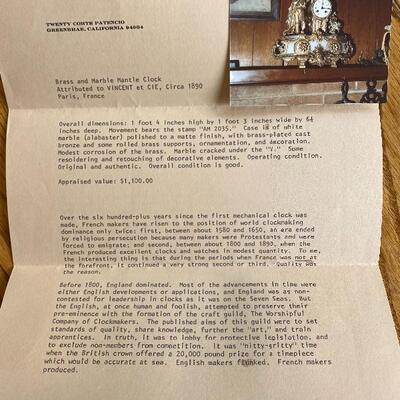 TWENTY CORTE PATENCIO
GREENBRAE, CALIFORNIA 94904
Brass and Marble Mantle Clock
Attributed to VINCENT et CIE, Circa 1890
Paris, France
Overall dimensions: 1 foot 4 inches high by 1 foot 3 inches wide by 6½
inches deep. Movement bears the stamp "AM 2035." Case is of white
marble (alabaster) polished to a matte finish, with brass-plated cast
bronze and some rolled brass supports, ornamentation, and decoration.
Modest corrosion of the brass. Marble cracked under the "V." Some
resoldering and retouching of decorative elements. Operating condition.
Original and authentic. Overall condition is good.
Appraised value: $1,100.00
Over the six hundred-plus years since the first mechanical clock was
made, French makers have risen to the position of world clockmaking
dominance only twice: first, between about 1580 and 1650, an era ended
by religious persecution because many makers were Protestants and were
forced to emigrate; and second, between about 1800 and 1890, when the
French produced excellent clocks and watches in modest quantity. To me,
the interesting thing is that during the periods when France was not at
the forefront, it continued a very strong second or third. Quality was
the reason.
Before 1800, England dominated. Most of the advancements in time were
either English developments or applications, and England was as non-
contested for leadership in clocks as it was on the Seven Seas. But
the English, at once human and foolish, attempted to preserve their
pre-eminence with the formation of the craft guild, The Worshipful
Company of Clockmakers. The published aims of this guild were to set
standards of quality, share knowledge, further the "art," and train
apprentices. In truth, it was to lobby for protective legislation, and
to exclude non-members from competition. It was "nitty-gritty" time
when the British crown offered a 20,000 pound prize for a timepiece
which would be accurate at sea. English makers flunked. French makers
produced.